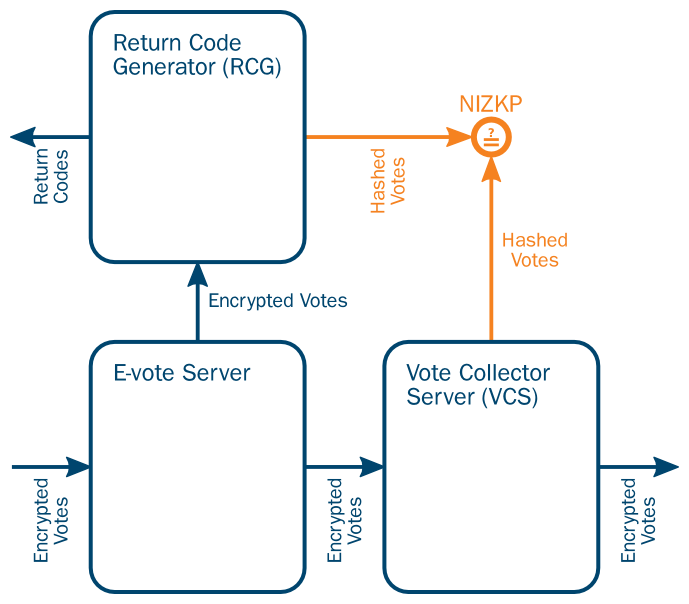 Return Code
Generator (RCG)
NIZKP
?
Return
Codes
Hashed
Votes
Hashed
Votes
Encrypted Votes
E-vote Server
Vote Collector
Server (VCS)
Encrypted
Votes
Encrypted
Votes
Encrypted
Votes